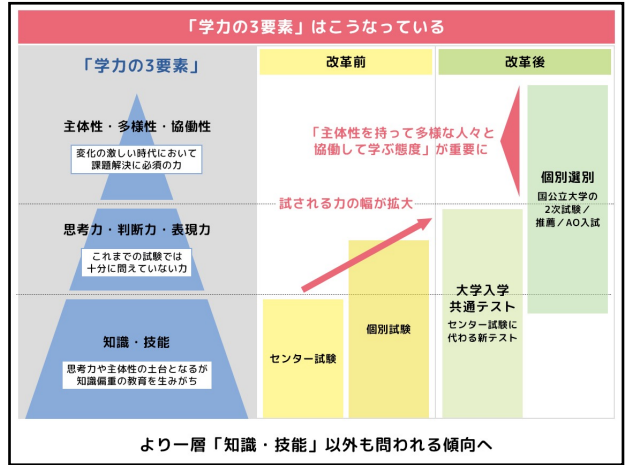 「学力の3要素」はこうなっている
「学力の3要素」
改革前
改革後
主体性・多様性・協働性
変化の激しい時代において
課題解決に必須の力
「主体性を持って多様な人々と
協働して学ぶ態度」が重要に
個別選別
国公立大学の
2次試験／
推薦／AO入試
試される力の幅が拡大
思考力・判断力・表現力
これまでの試験では
十分に問えていない力
大学入学
共通テスト
センター試験に
代わる新テスト
知識・技能
思考力や主体性の土台となるが
知識偏重の教育を生みがち
センター試験
個別試験
より一層「知識・技能」以外も問われる傾向へ